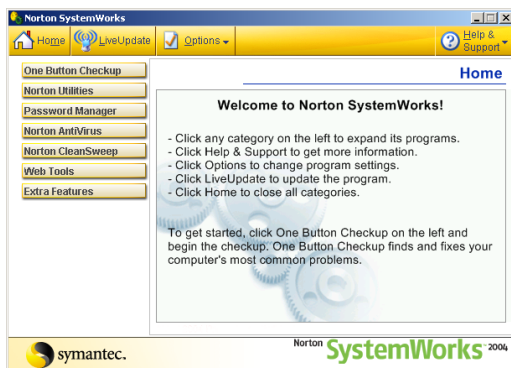 Norton SystemWorks
Home LiveUpdate Options Help & Support
One Button Checkup
Norton Utilities
Password Manager
Norton AntiVirus
Norton CleanSweep
Web Tools
Extra Features
Home
Welcome to Norton SystemWorks!
- Click any category on the left to expand its programs.
- Click Help & Support to get more information.
- Click Options to change program settings.
- Click LiveUpdate to update the program.
- Click Home to close all categories.
To get started, click One Button Checkup on the left and
begin the checkup. One Button Checkup finds and fixes your
computer's most common problems.
symantec.
Norton SystemWorks 2004